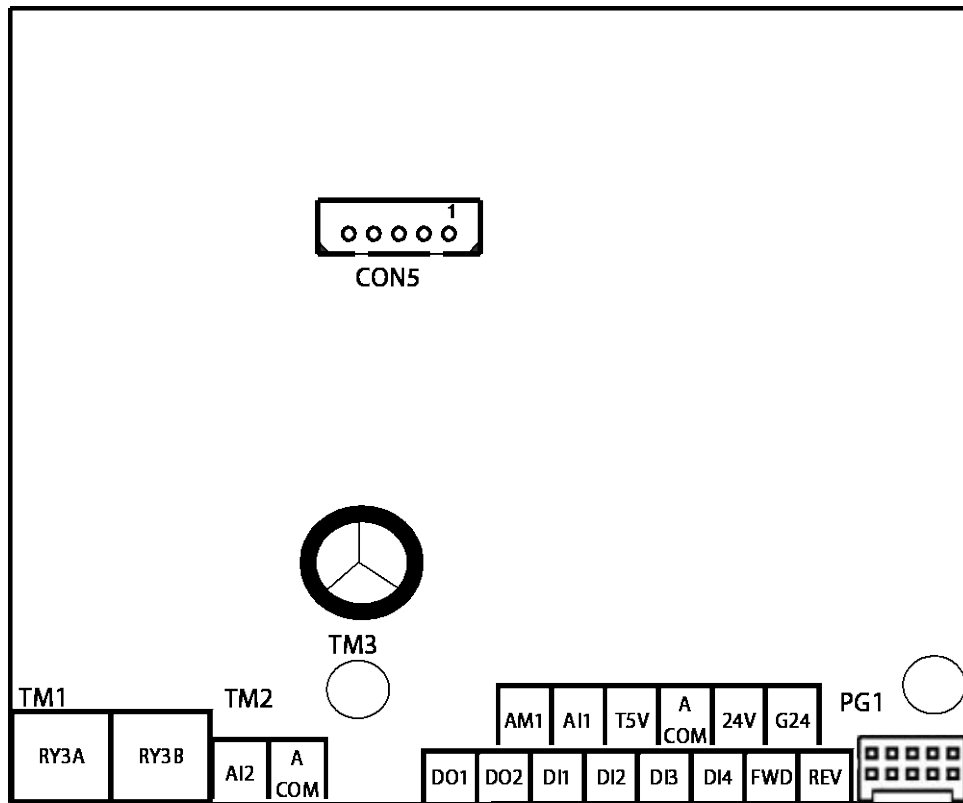 1
CON5
TM3
TM1
TM2
PG1
AM1 AI1 T5V A COM 24V G24
RY3A RY3B
AI2 A COM
DO1 DO2 DI1 DI2 DI3 DI4 FWD REV